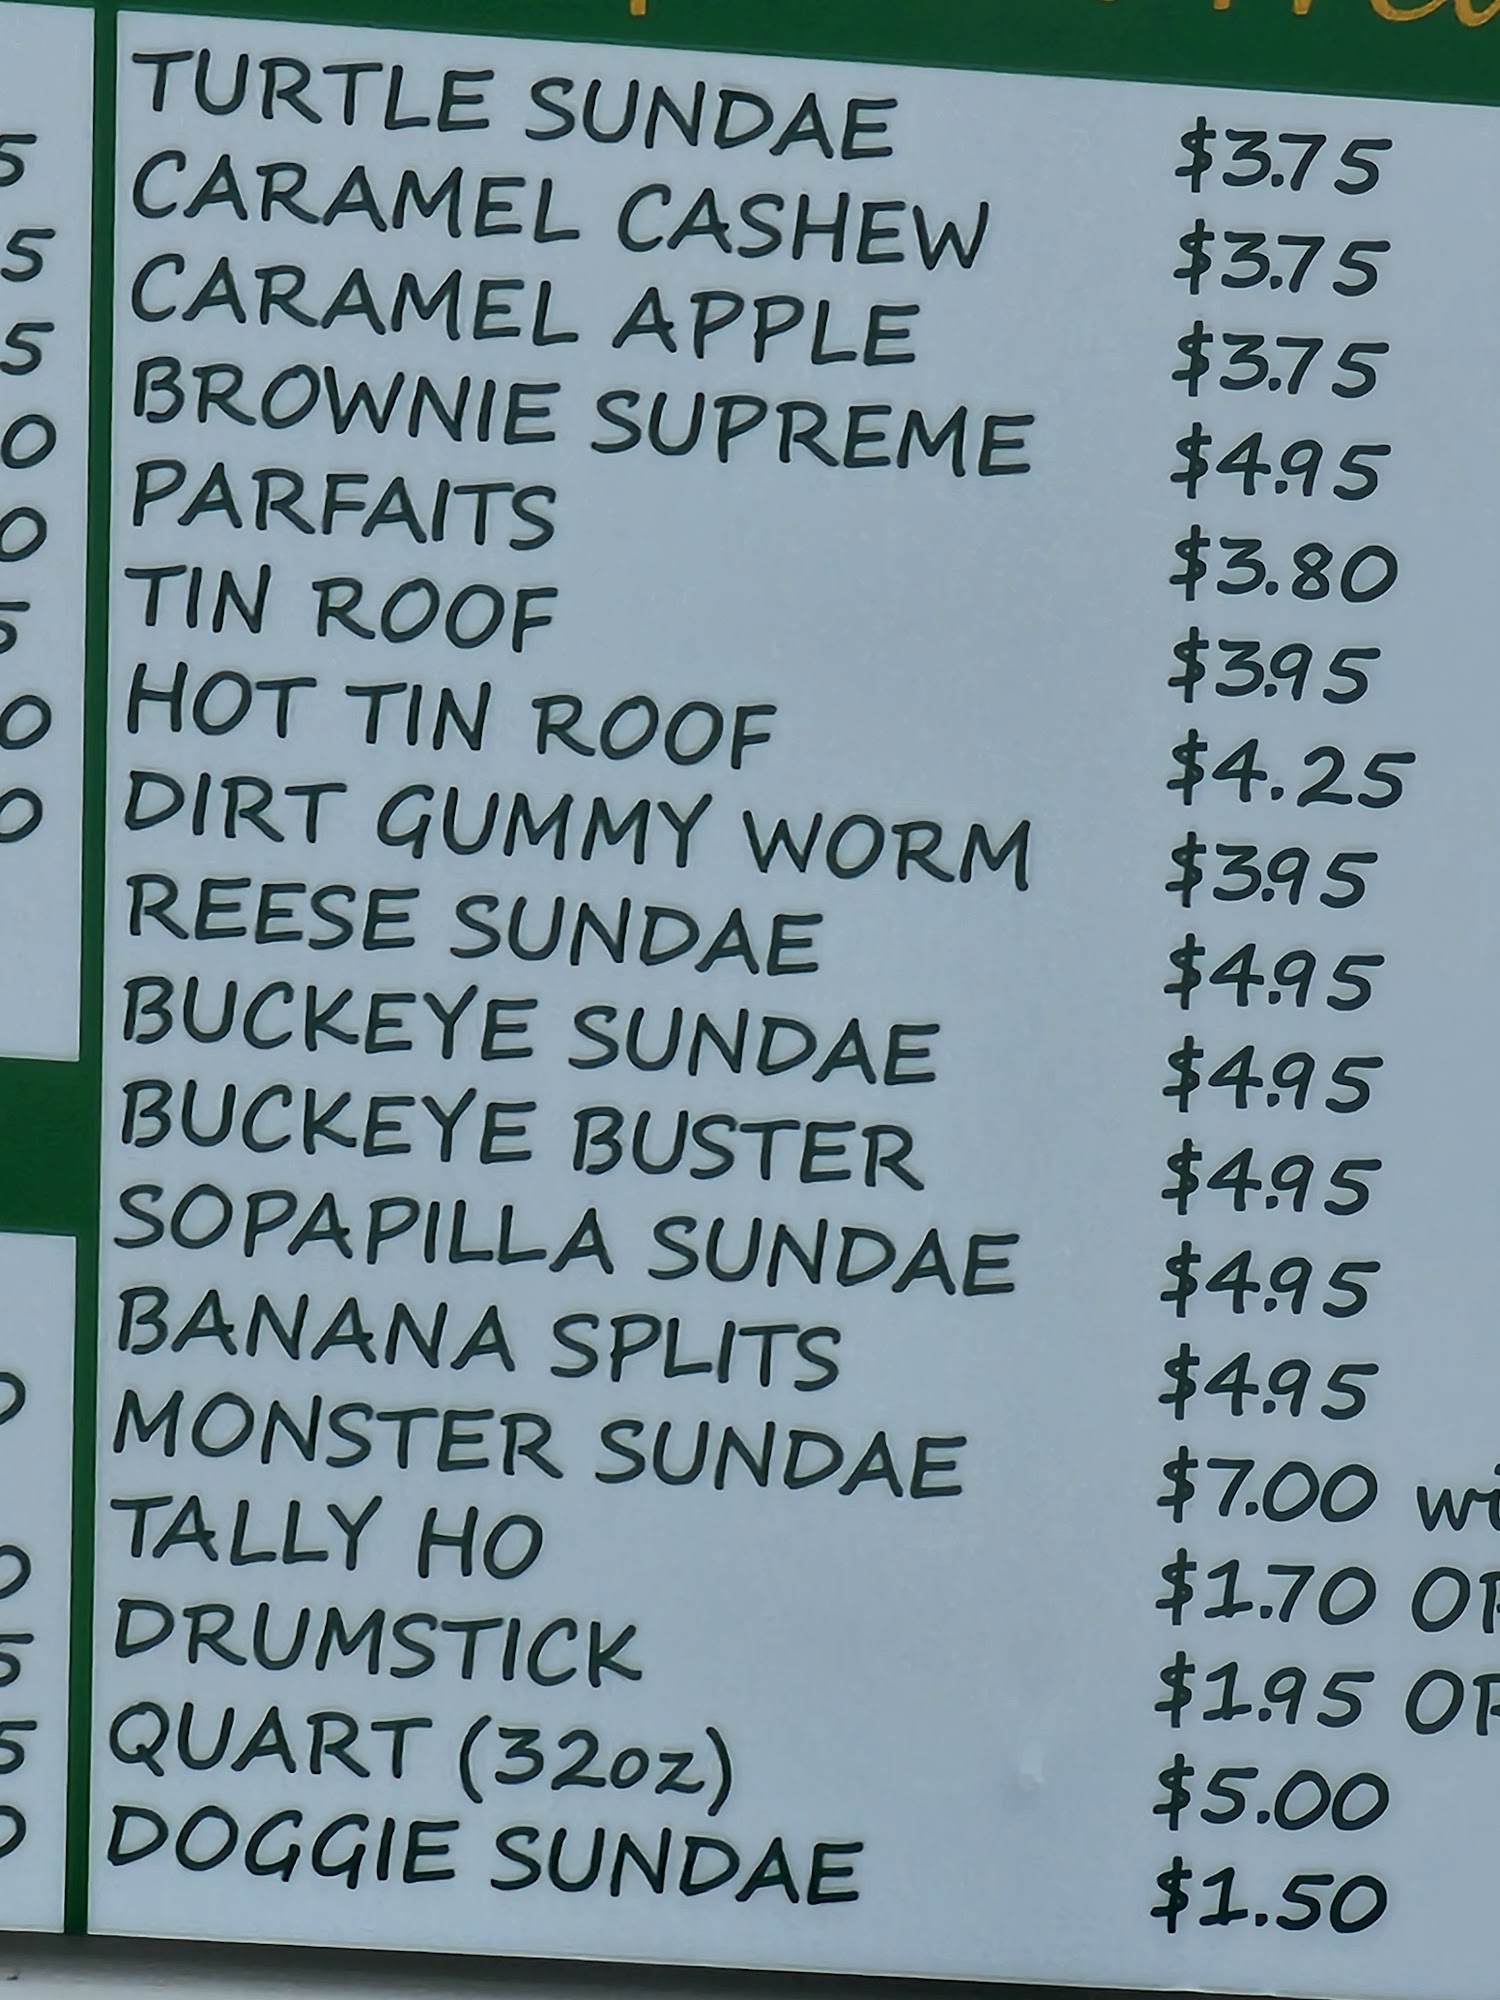 TURTLE SUNDAE $3.75
CARAMEL CASHEW $3.75
CARAMEL APPLE $3.75
BROWNIE SUPREME $4.95
PARFAITS $3.80
TIN ROOF $3.95
HOT TIN ROOF $4.25
DIRT GUMMY WORM $3.95
REESE SUNDAE $4.95
BUCKEYE SUNDAE $4.95
BUCKEYE BUSTER $4.95
SOPAPILLA SUNDAE $4.95
BANANA SPLITS $4.95
MONSTER SUNDAE $7.00
TALLY HO $1.70
DRUMSTICK $1.95
QUART (32oz) $5.00
DOGGIE SUNDAE $1.50